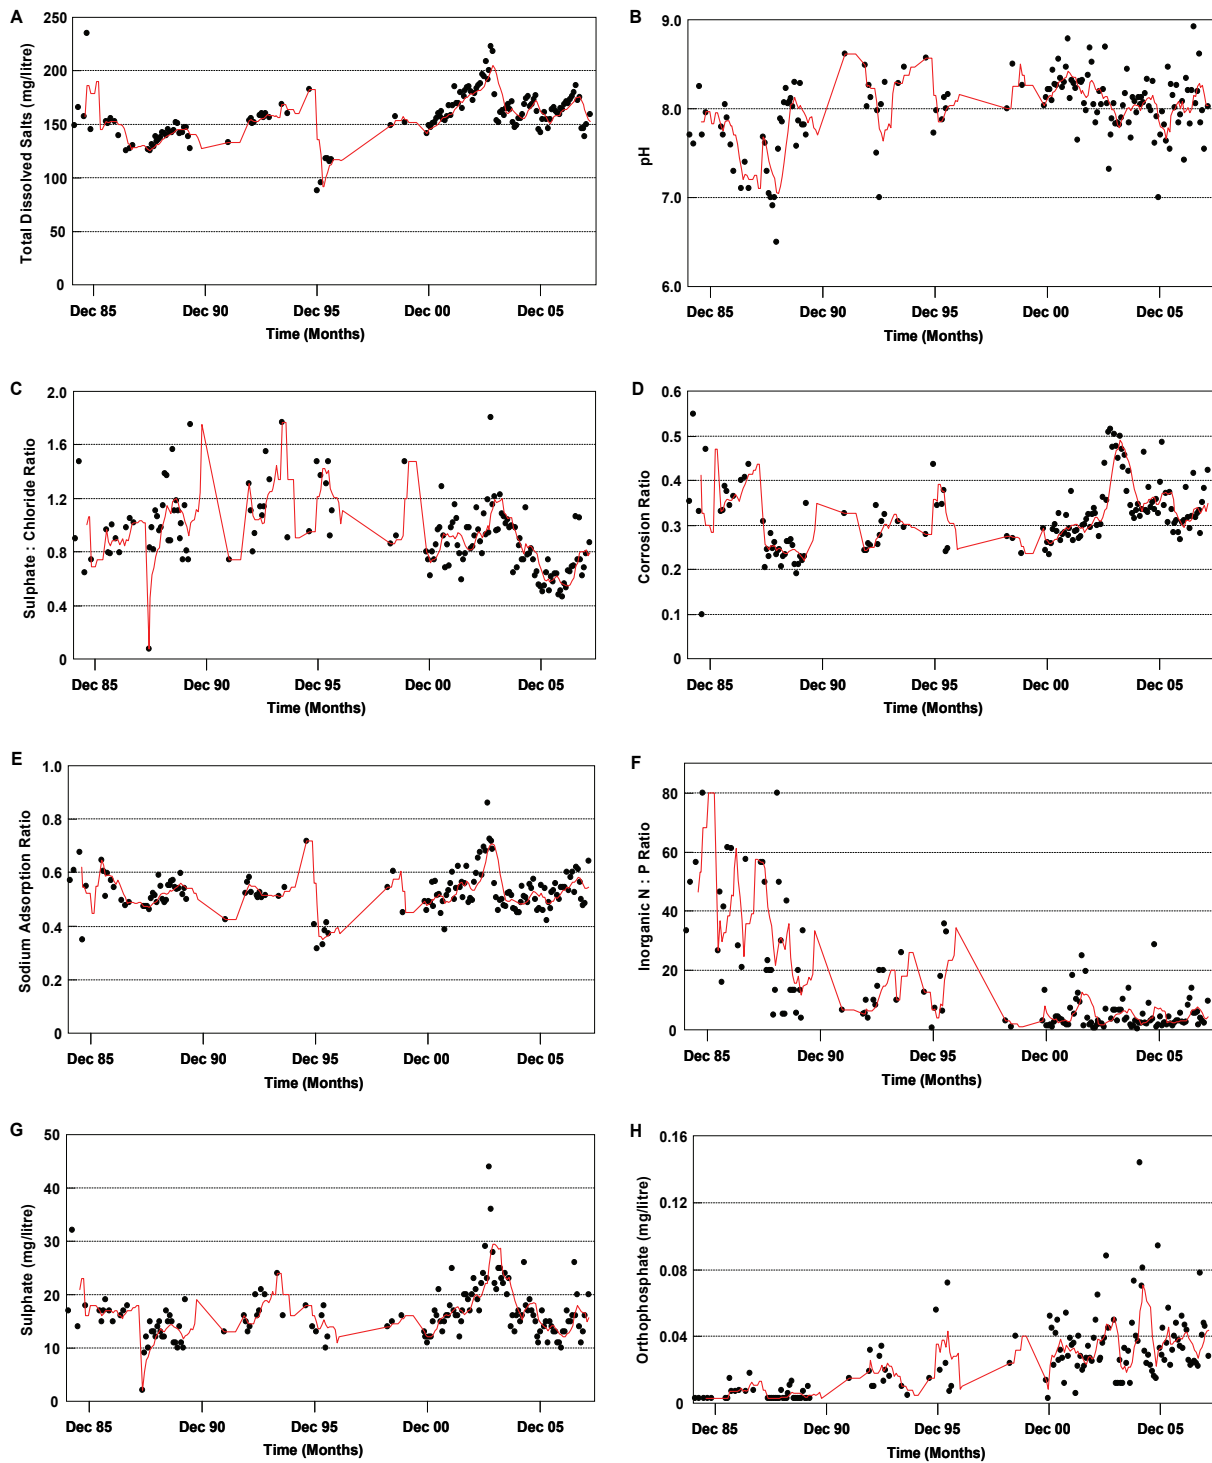 A
250
200
150
100
50
0
Total Dissolved Salts (mg/litre)
Dec 85 Dec 90 Dec 95 Dec 00 Dec 05
Time (Months)
B
9.0
8.0
7.0
6.0
pH
Dec 85 Dec 90 Dec 95 Dec 00 Dec 05
Time (Months)
C
2.0
1.6
1.2
0.8
0.4
0
Sulphate : Chloride Ratio
Dec 85 Dec 90 Dec 95 Dec 00 Dec 05
Time (Months)
D
0.6
0.5
0.4
0.3
0.2
0.1
0
Corrosion Ratio
Dec 85 Dec 90 Dec 95 Dec 00 Dec 05
Time (Months)
E
1.0
0.8
0.6
0.4
0.2
0
Sodium Adsorption Ratio
Dec 85 Dec 90 Dec 95 Dec 00 Dec 05
Time (Months)
F
80
60
40
20
0
Inorganic N : P Ratio
Dec 85 Dec 90 Dec 95 Dec 00 Dec 05
Time (Months)
G
50
40
30
20
10
0
Sulphate (mg/litre)
Dec 85 Dec 90 Dec 95 Dec 00 Dec 05
Time (Months)
H
0.16
0.12
0.08
0.04
0
Orthophosphate (mg/litre)
Dec 85 Dec 90 Dec 95 Dec 00 Dec 05
Time (Months)